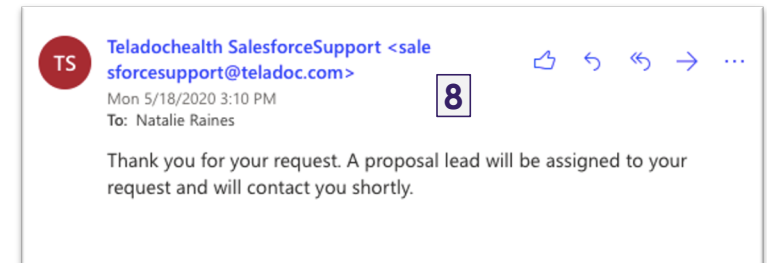 TS
Teladochealth SalesforceSupport <sale
sforcesupport@teladoc.com>
Mon 5/18/2020 3:10 PM
8
To: Natalie Raines
Thank you for your request. A proposal lead will be assigned to your
request and will contact you shortly.